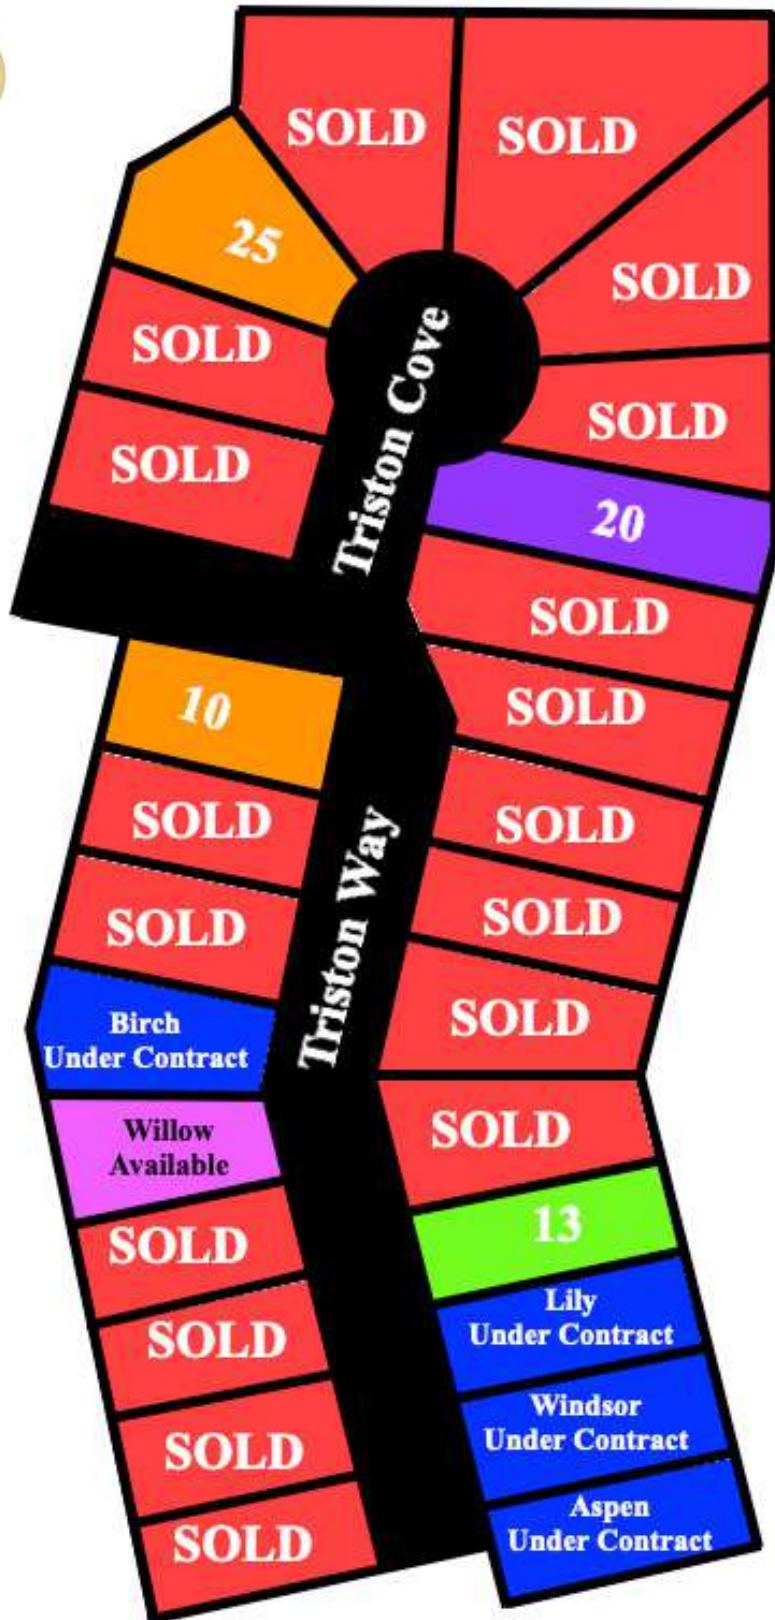 SOLD
SOLD
25
SOLD
SOLD
SOLD
SOLD
Triston Cove
SOLD
20
SOLD
10
SOLD
SOLD
SOLD
Triston Way
SOLD
SOLD
Birch
Under Contract
SOLD
Willow
Available
SOLD
SOLD
13
SOLD
Lily
Under Contract
SOLD
Windsor
Under Contract
SOLD
Aspen
Under Contract